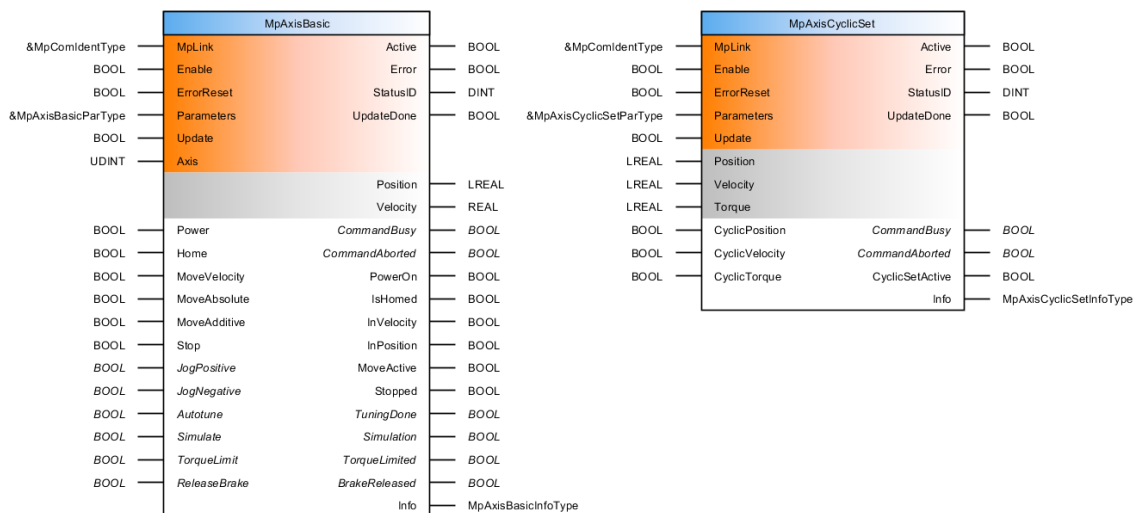 MpAxisBasic
&MpComIdentType MpLink Active BOOL
BOOL Enable Error BOOL
BOOL ErrorReset StatusID DINT
&MpAxisBasicParType Parameters UpdateDone BOOL
BOOL Update
UDINT Axis
Position LREAL
Velocity REAL
BOOL Power CommandBusy BOOL
BOOL Home CommandAborted BOOL
BOOL MoveVelocity PowerOn BOOL
BOOL MoveAbsolute IsHomed BOOL
BOOL MoveAdditive InVelocity BOOL
BOOL Stop InPosition BOOL
BOOL JogPositive MoveActive BOOL
BOOL JogNegative Stopped BOOL
BOOL Autotune TuningDone BOOL
BOOL Simulate Simulation BOOL
BOOL TorqueLimit TorqueLimited BOOL
BOOL ReleaseBrake BrakeReleased BOOL
Info MpAxisBasicInfoType
MpAxisCyclicSet
&MpComIdentType MpLink Active BOOL
BOOL Enable Error BOOL
BOOL ErrorReset StatusID DINT
&MpAxisCyclicSetParType Parameters UpdateDone BOOL
BOOL Update
LREAL Position
LREAL Velocity
LREAL Torque
BOOL CyclicPosition CommandBusy BOOL
BOOL CyclicVelocity CommandAborted BOOL
BOOL CyclicTorque CyclicSetActive BOOL
Info MpAxisCyclicSetInfoType